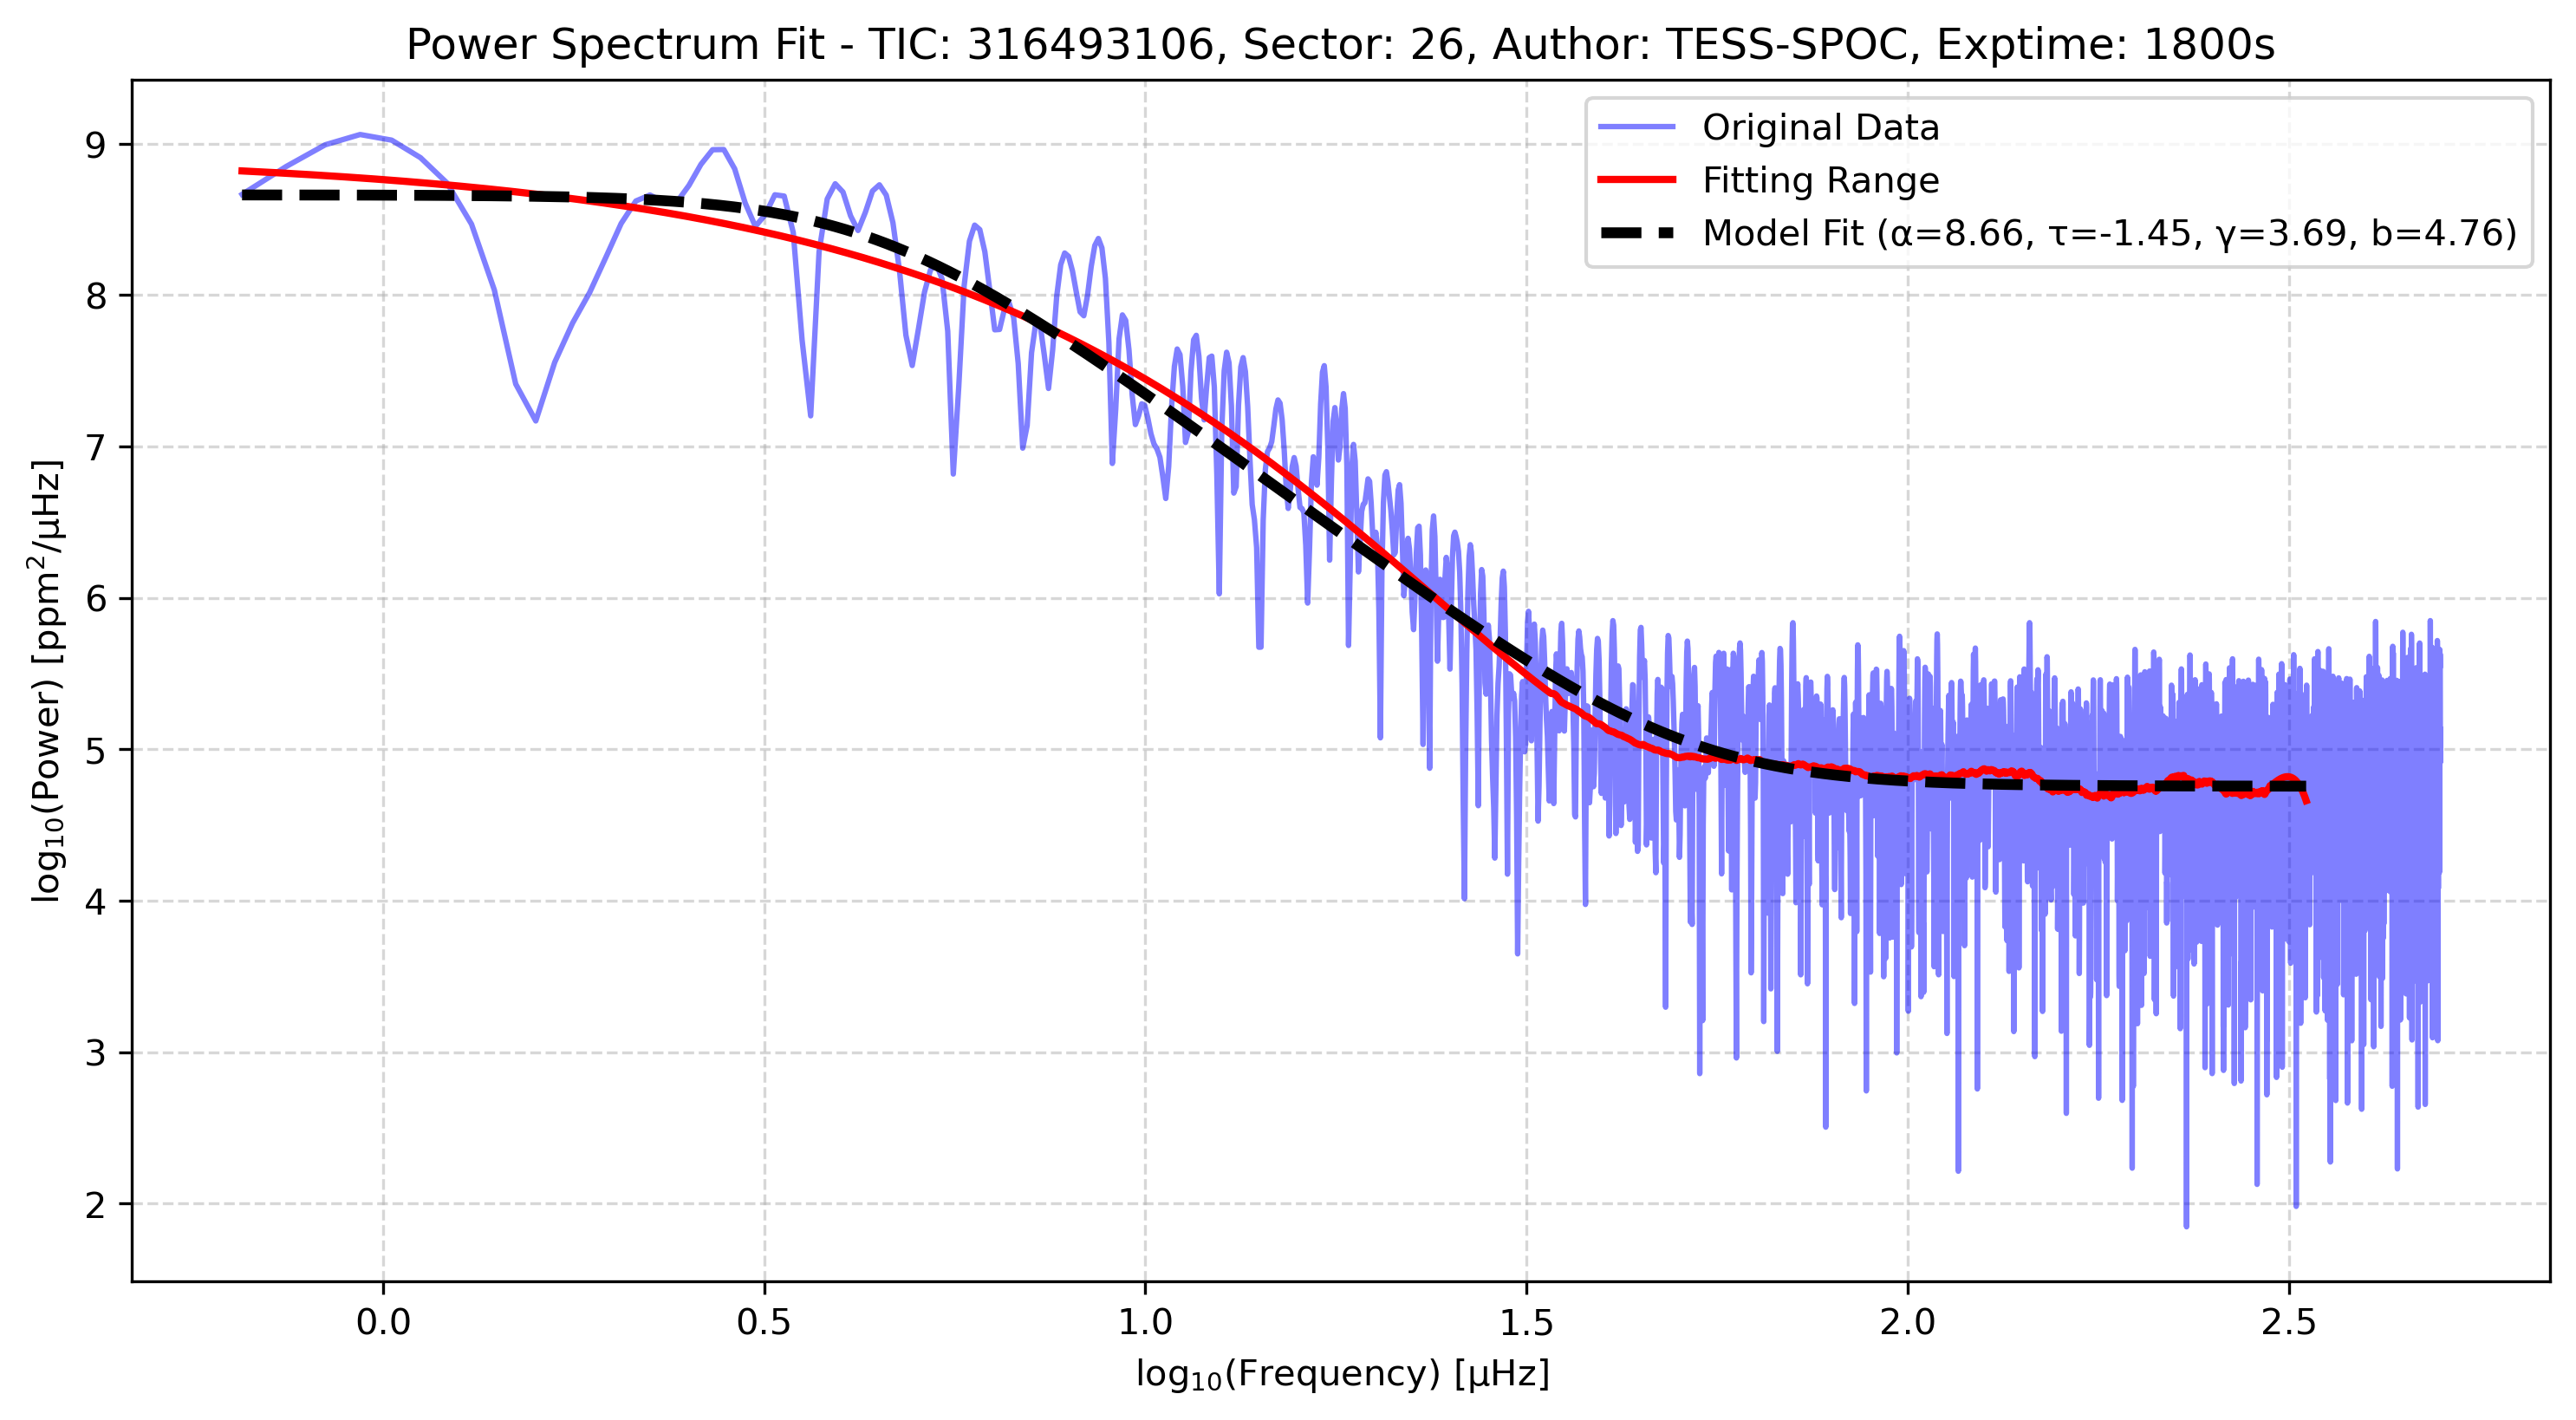 Power Spectrum Fit - TIC: 316493106, Sector: 26, Author: TESS-SPOC, Exptime: 1800s
Original Data
Fitting Range
Model Fit (α=8.66, τ=-1.45, γ=3.69, b=4.76)
log₁₀(Power) [ppm²/μHz]
9
8
7
6
5
4
3
2
0.0 0.5 1.0 1.5 2.0 2.5
log₁₀(Frequency) [μHz]